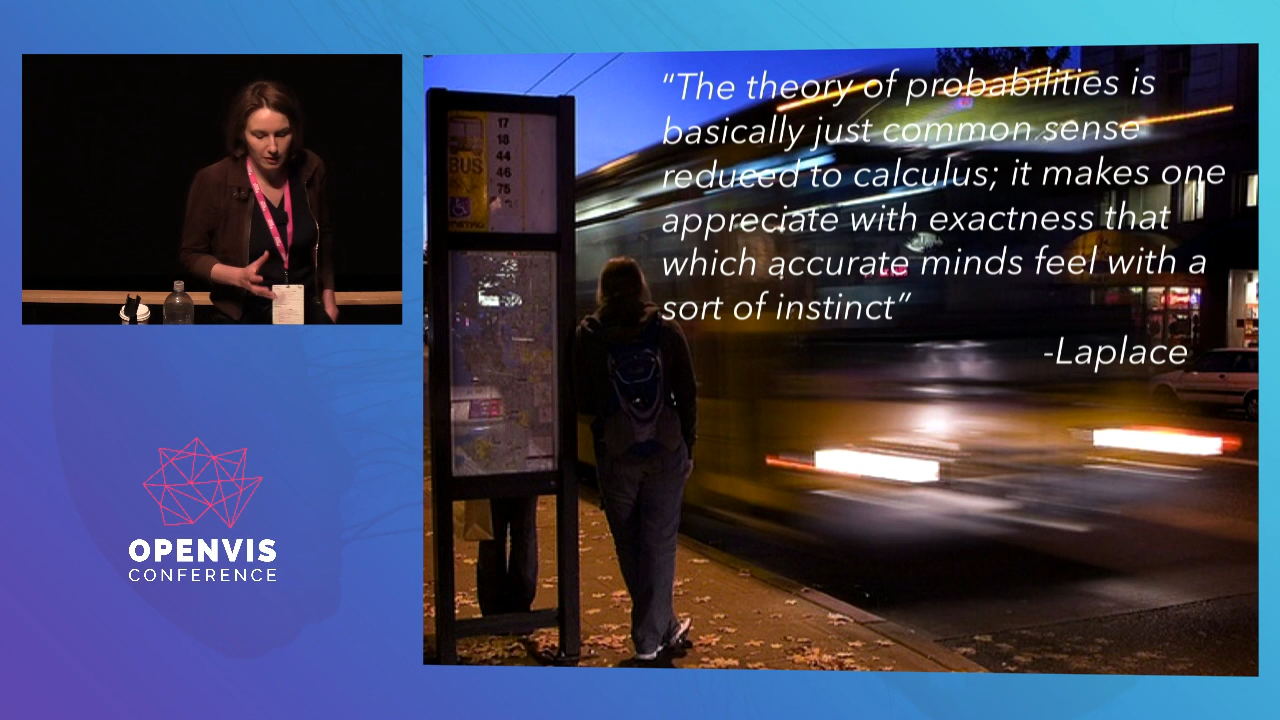 "The theory of probabilities is
basically just common sense
reduced to calculus; it makes one
appreciate with exactness that
which accurate minds feel with a
sort of instinct"
-Laplace
17
18
44
46
75
BUS
METRO
OPENVIS
CONFERENCE